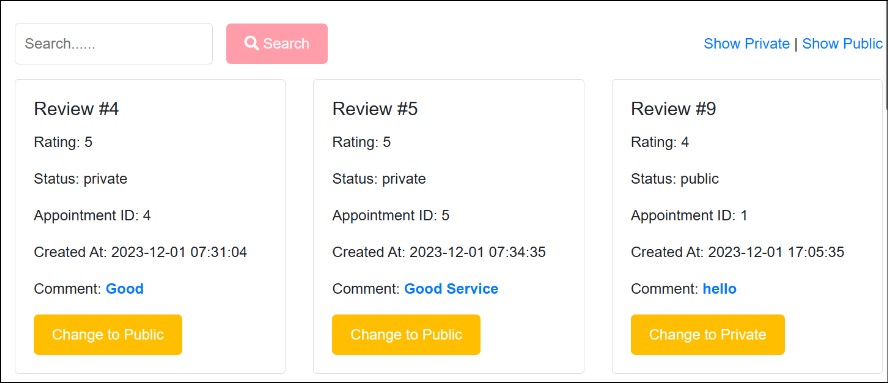 Search......
Search
Show Private | Show Public
Review #4
Rating: 5
Status: private
Appointment ID: 4
Created At: 2023-12-01 07:31:04
Comment: Good
Change to Public
Review #5
Rating: 5
Status: private
Appointment ID: 5
Created At: 2023-12-01 07:34:35
Comment: Good Service
Change to Public
Review #9
Rating: 4
Status: public
Appointment ID: 1
Created At: 2023-12-01 17:05:35
Comment: hello
Change to Private